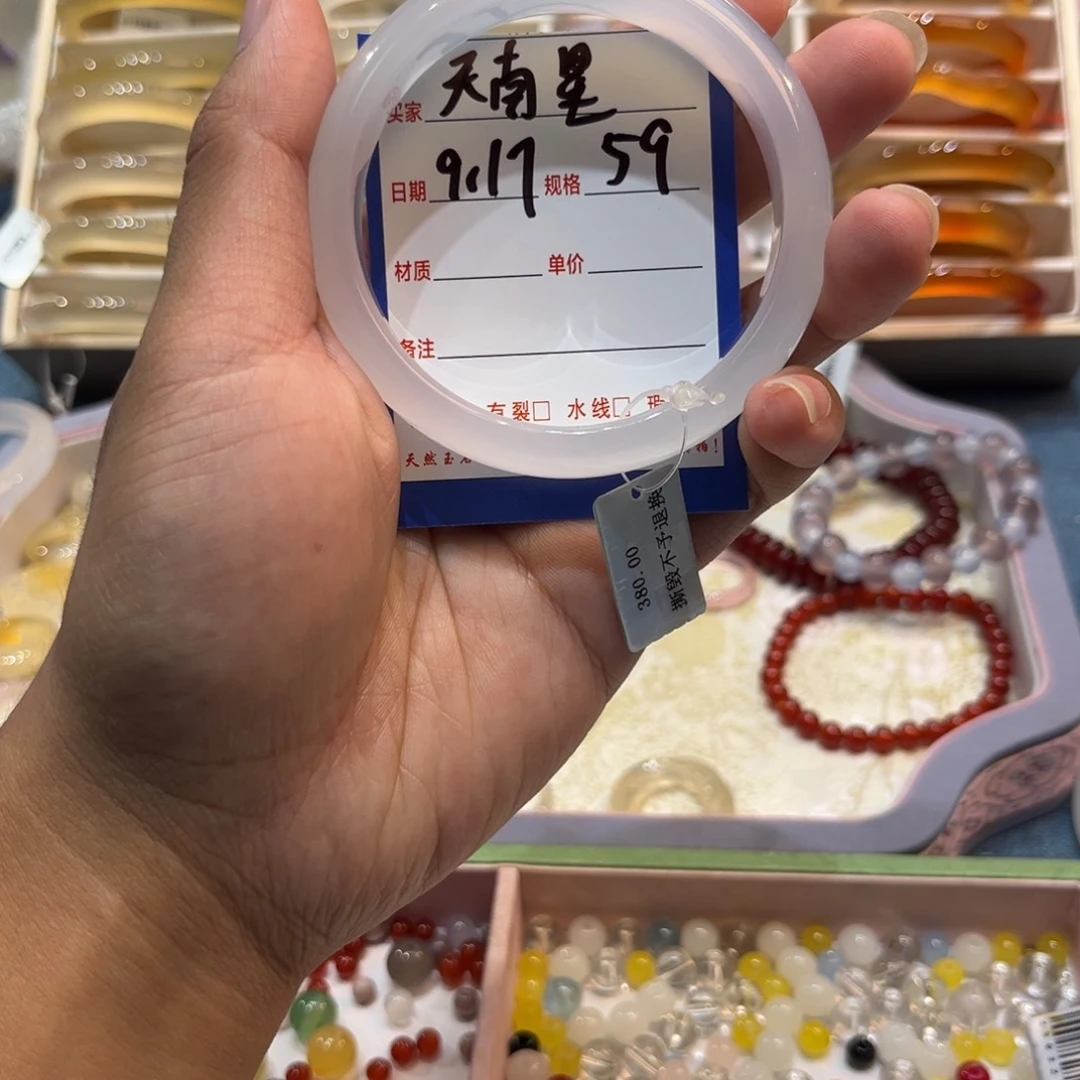 买家 天南星
日期 9.17 规格 59
材质 单价
备注
有裂□ 水线□
天然玉
380.00
撕毁不予退换